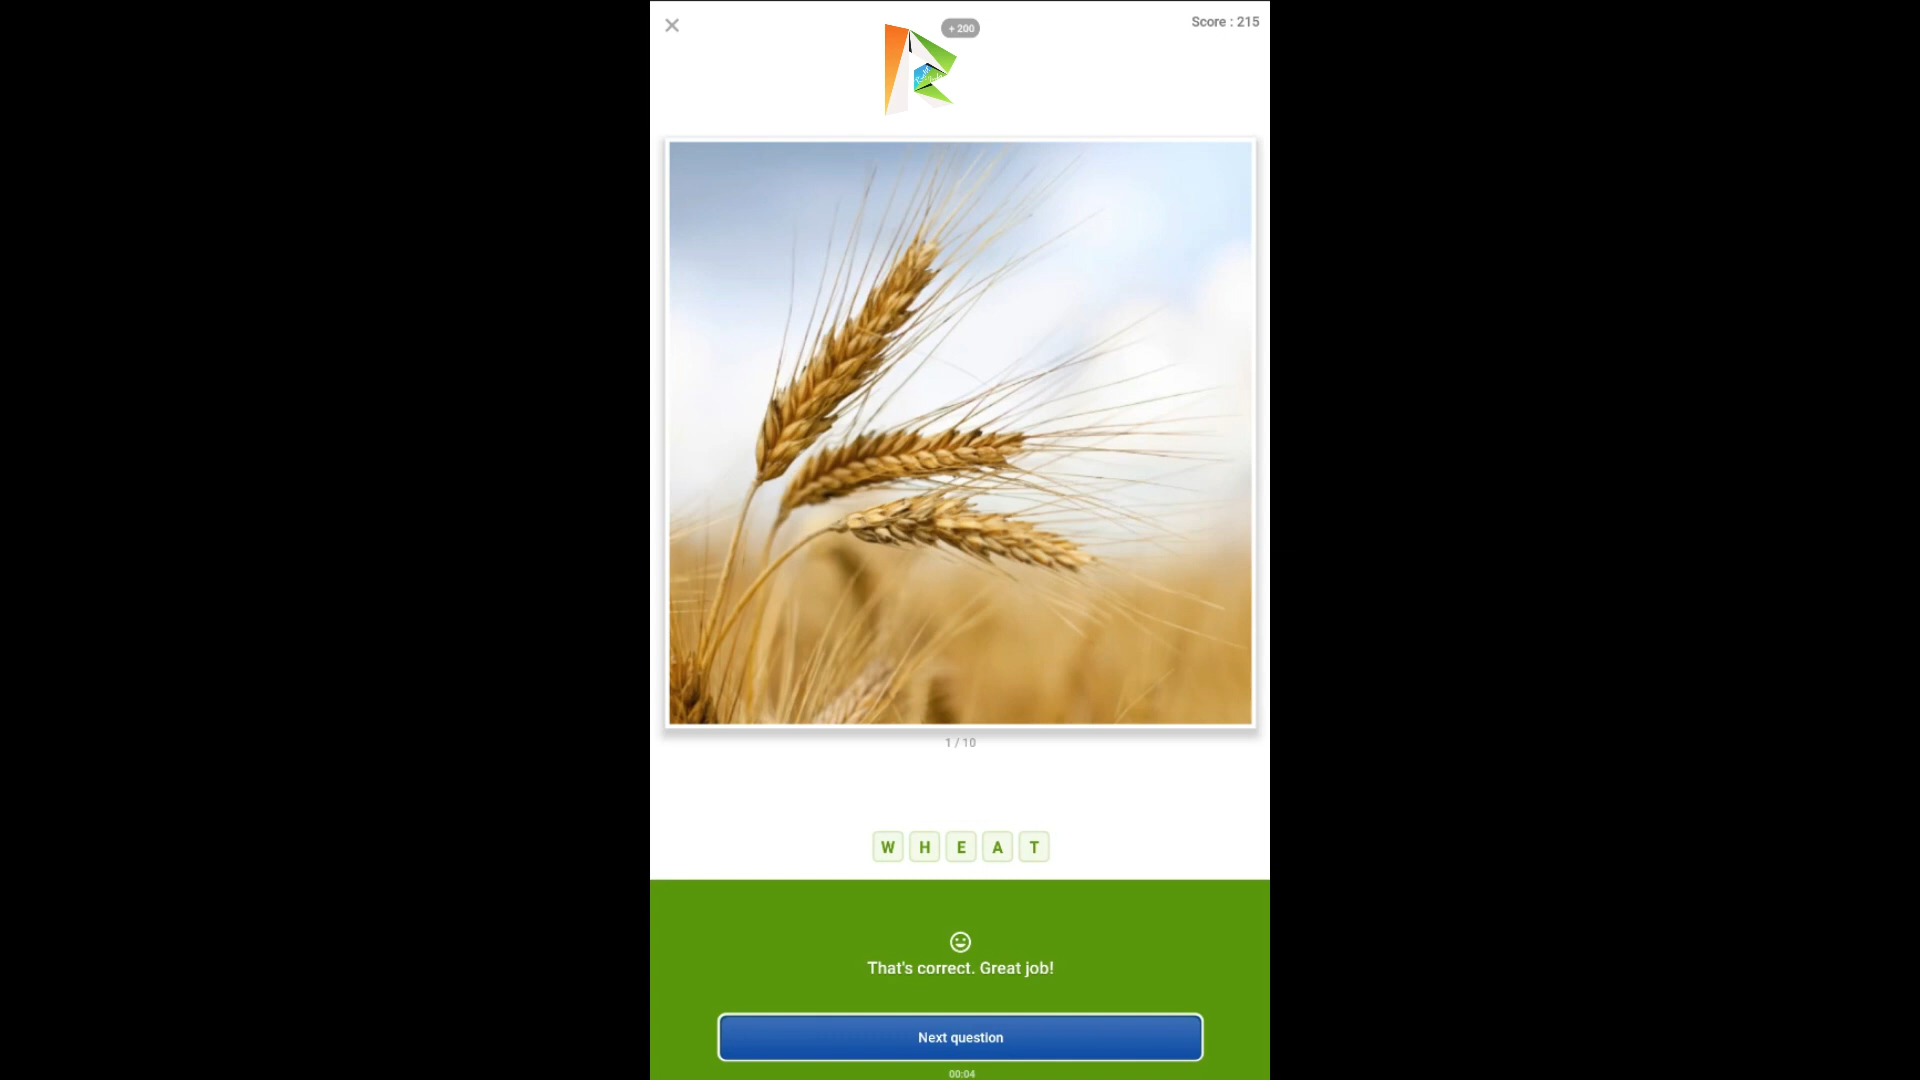 + 200
Score : 215
1 / 10
W H E A T
That's correct. Great job!
Next question
00:04